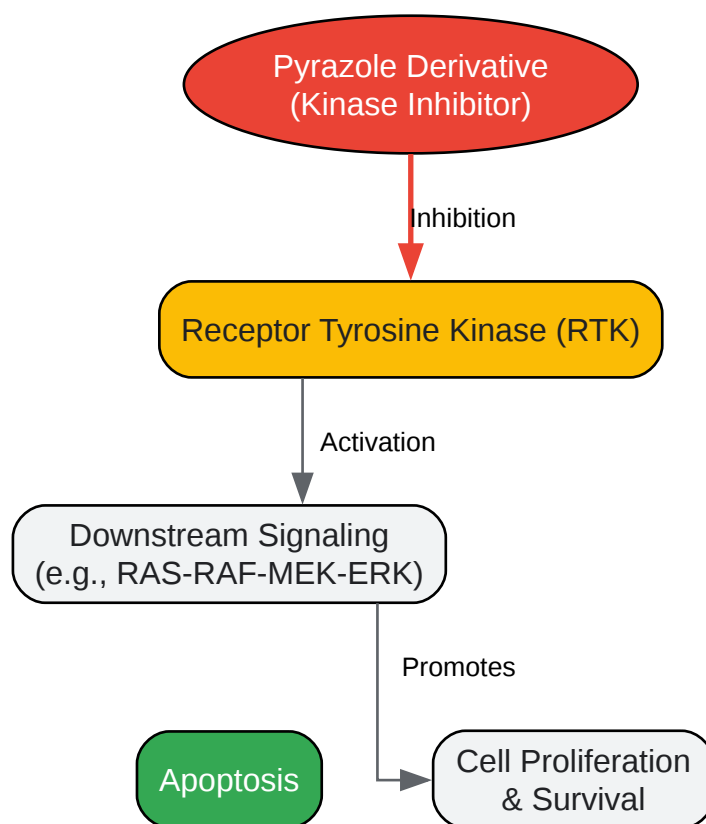 Pyrazole Derivative
(Kinase Inhibitor)
Inhibition
Receptor Tyrosine Kinase (RTK)
Activation
Downstream Signaling
(e.g., RAS-RAF-MEK-ERK)
Promotes
Apoptosis
Cell Proliferation
& Survival